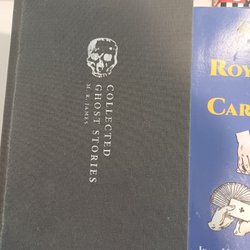 COLLECTED
GHOST STORIES
M. R. JAMES
ROY
CAR